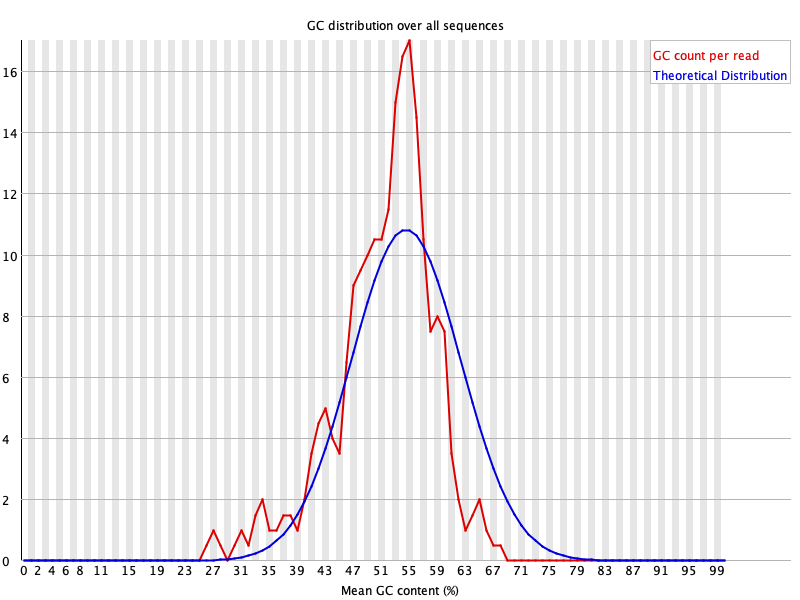 GC distribution over all sequences
GC count per read
Theoretical Distribution
16
14
12
10
8
6
4
2
0
0 2 4 6 8 11 15 19 23 27 31 35 39 43 47 51 55 59 63 67 71 75 79 83 87 91 95 99
Mean GC content (%)